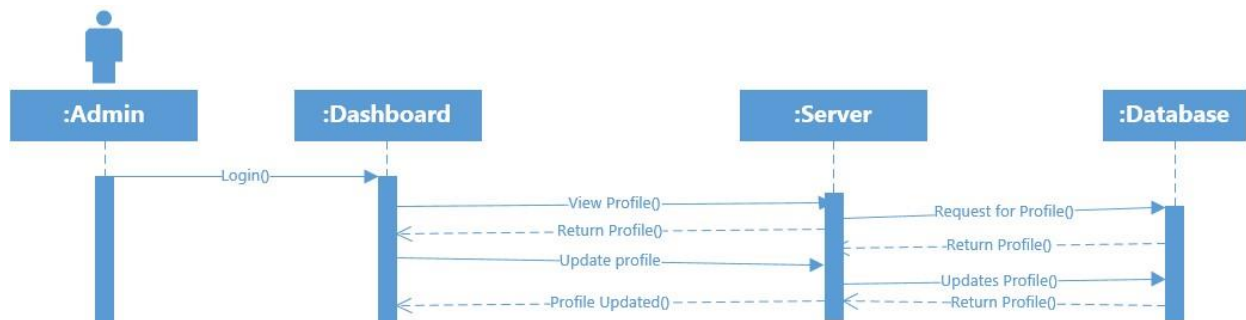 :Admin
:Dashboard
:Server
:Database
Login()
View Profile()
Request for Profile()
Return Profile()
Return Profile()
Update profile
Updates Profile()
Profile Updated()
Return Profile()